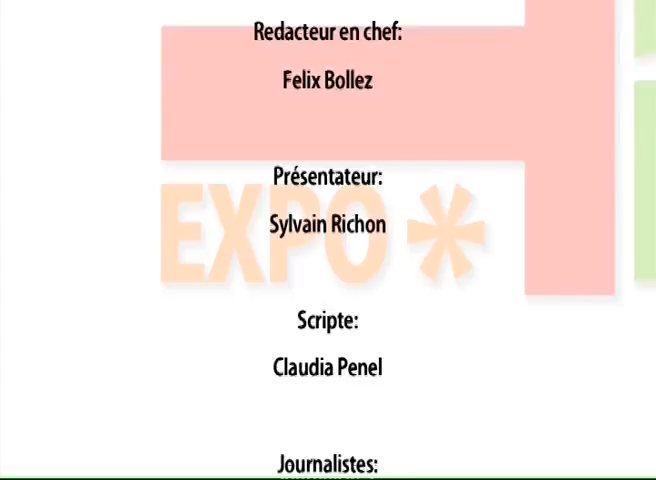 Redacteur en chef:
Felix Bollez
Présentateur:
EXPO*
Sylvain Richon
Scripte:
Claudia Penel
Journalistes: